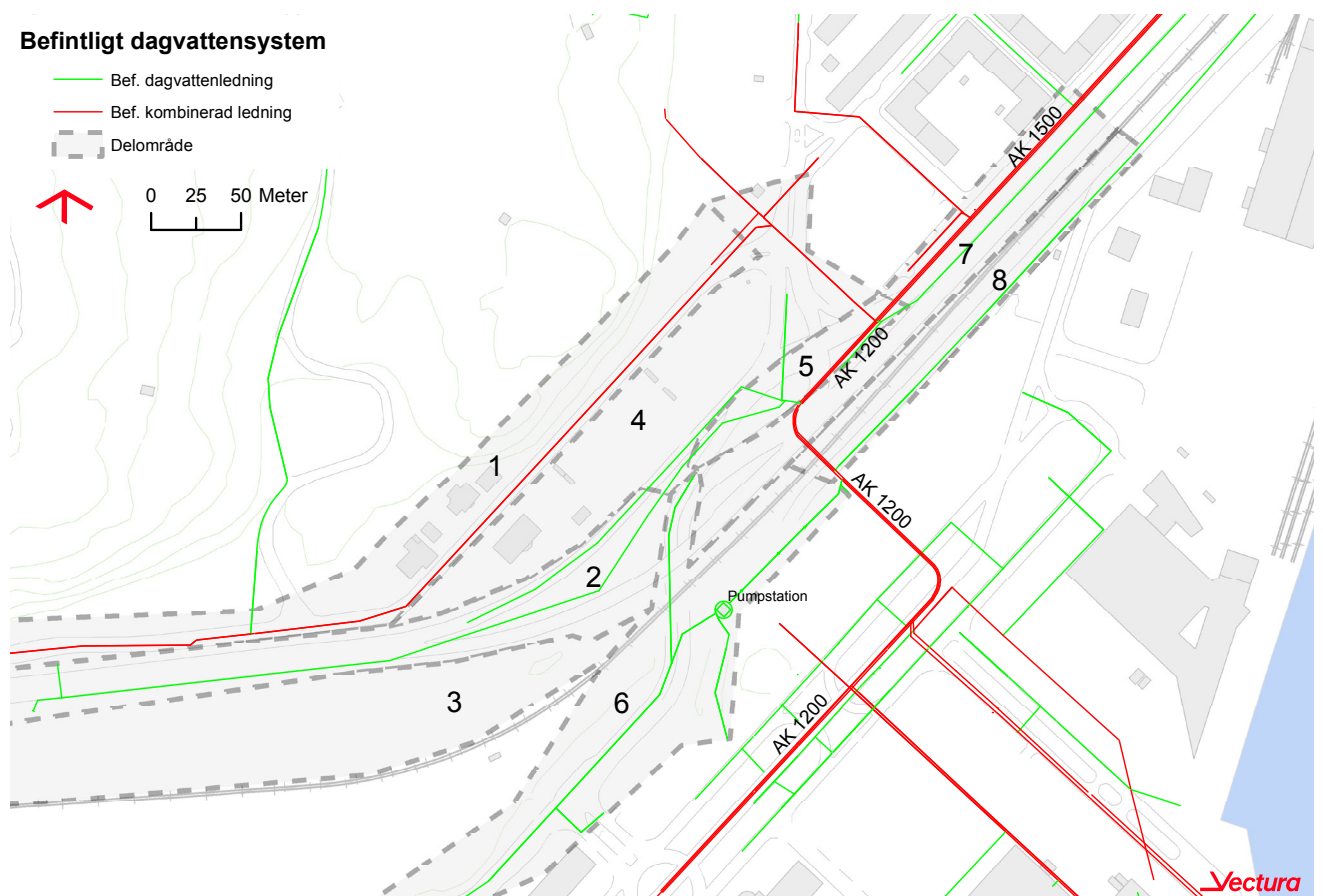 Befintligt dagvattensystem
Bef. dagvattenledning
Bef. kombinerad ledning
Delområde
0 25 50 Meter
AK 1500
7
8
5
AK 1200
4
1
AK 1200
2
Pumpstation
3
6
AK 1200
Vectura